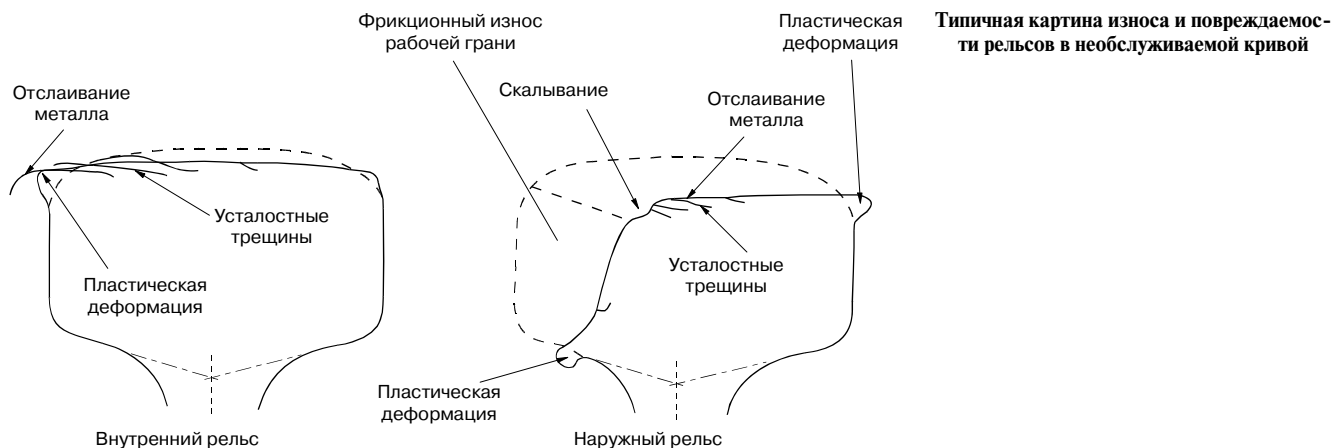 Типичная картина износа и повреждаемос-
ти рельсов в необслуживаемой кривой
Отслаивание
металла
Усталостные
трещины
Пластическая
деформация
Внутренний рельс
Фрикционный износ
рабочей грани
Скалывание
Отслаивание
металла
Пластическая
деформация
Усталостные
трещины
Пластическая
деформация
Наружный рельс